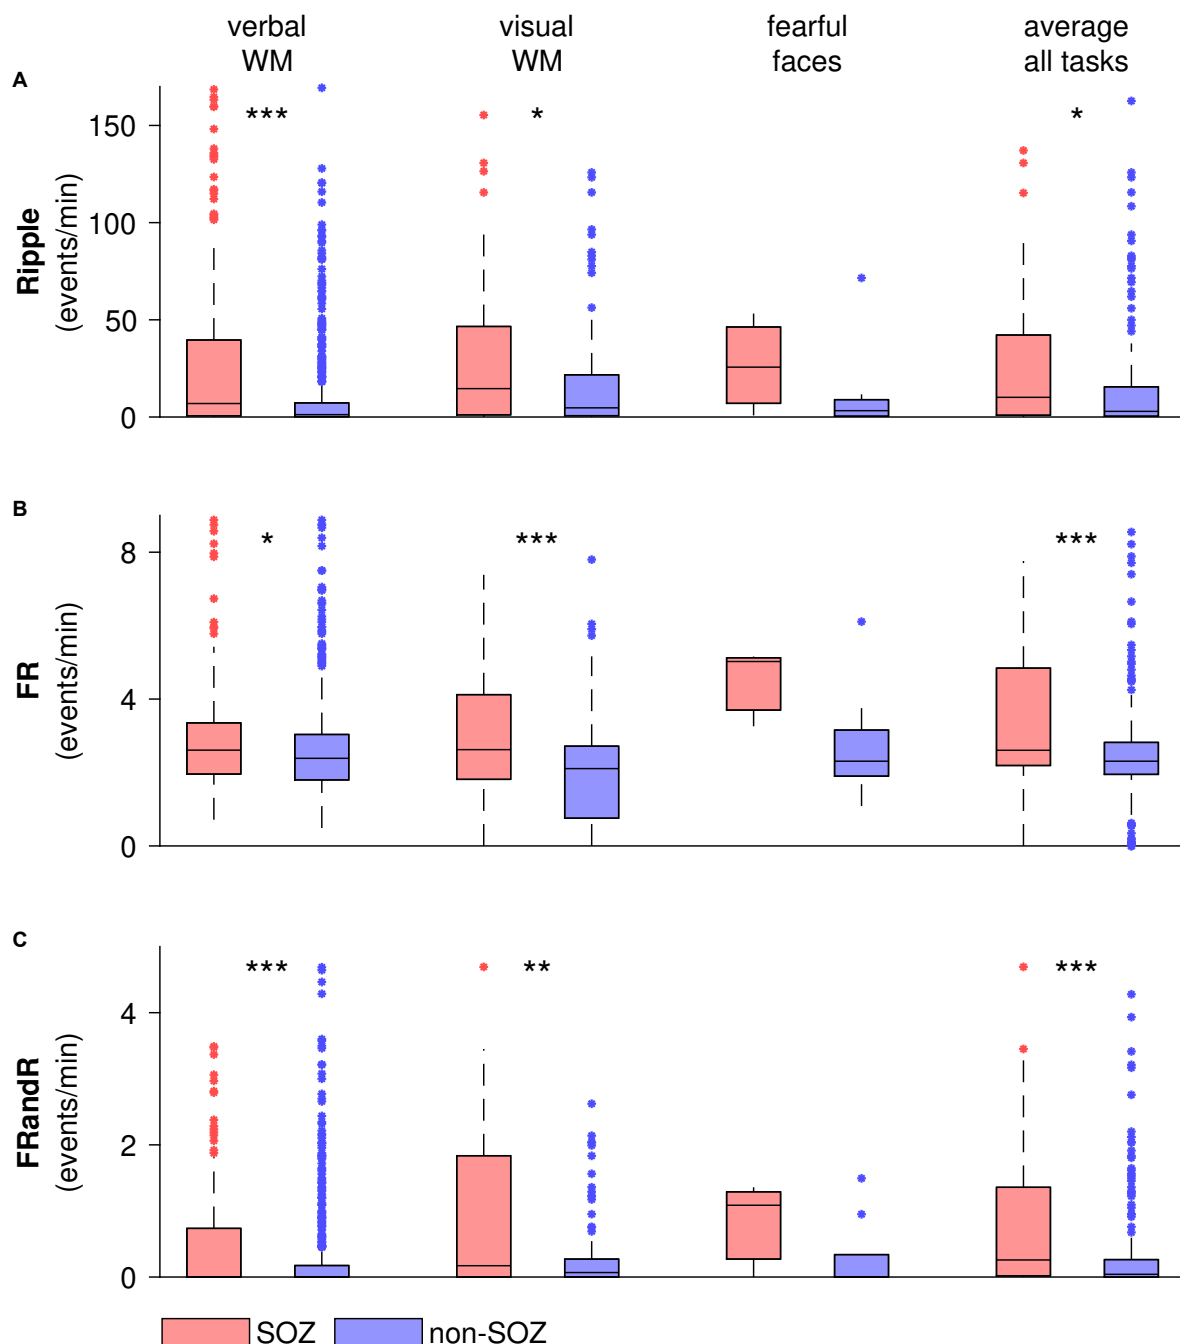 verbal WM
visual WM
fearful faces
average all tasks
A
Ripple
(events/min)
150
100
50
0
***
*
*
B
FR
(events/min)
8
4
0
*
***
***
C
FRandR
(events/min)
4
2
0
***
**
***
SOZ
non-SOZ